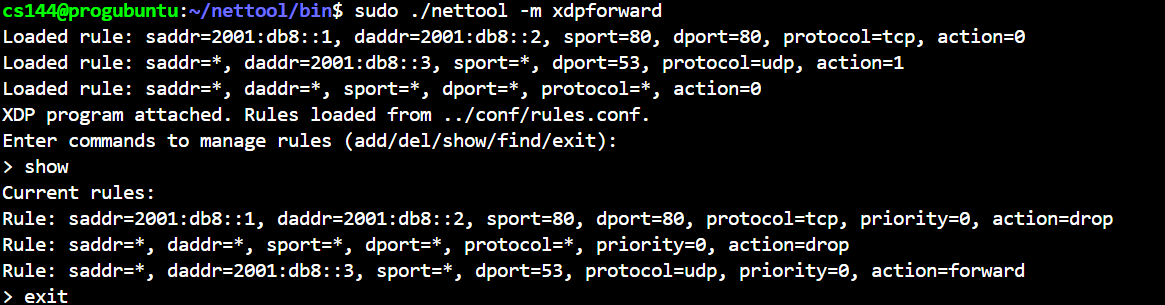 cs144@progubuntu:~/nettool/bin$ sudo ./nettool -m xdpforward
Loaded rule: saddr=2001:db8::1, daddr=2001:db8::2, sport=80, dport=80, protocol=tcp, action=0
Loaded rule: saddr=*, daddr=2001:db8::3, sport=*, dport=53, protocol=udp, action=1
Loaded rule: saddr=*, daddr=*, sport=*, dport=*, protocol=*, action=0
XDP program attached. Rules loaded from ../conf/rules.conf.
Enter commands to manage rules (add/del/show/find/exit):
> show
Current rules:
Rule: saddr=2001:db8::1, daddr=2001:db8::2, sport=80, dport=80, protocol=tcp, priority=0, action=drop
Rule: saddr=*, daddr=*, sport=*, dport=*, protocol=*, priority=0, action=drop
Rule: saddr=*, daddr=2001:db8::3, sport=*, dport=53, protocol=udp, priority=0, action=forward
> exit